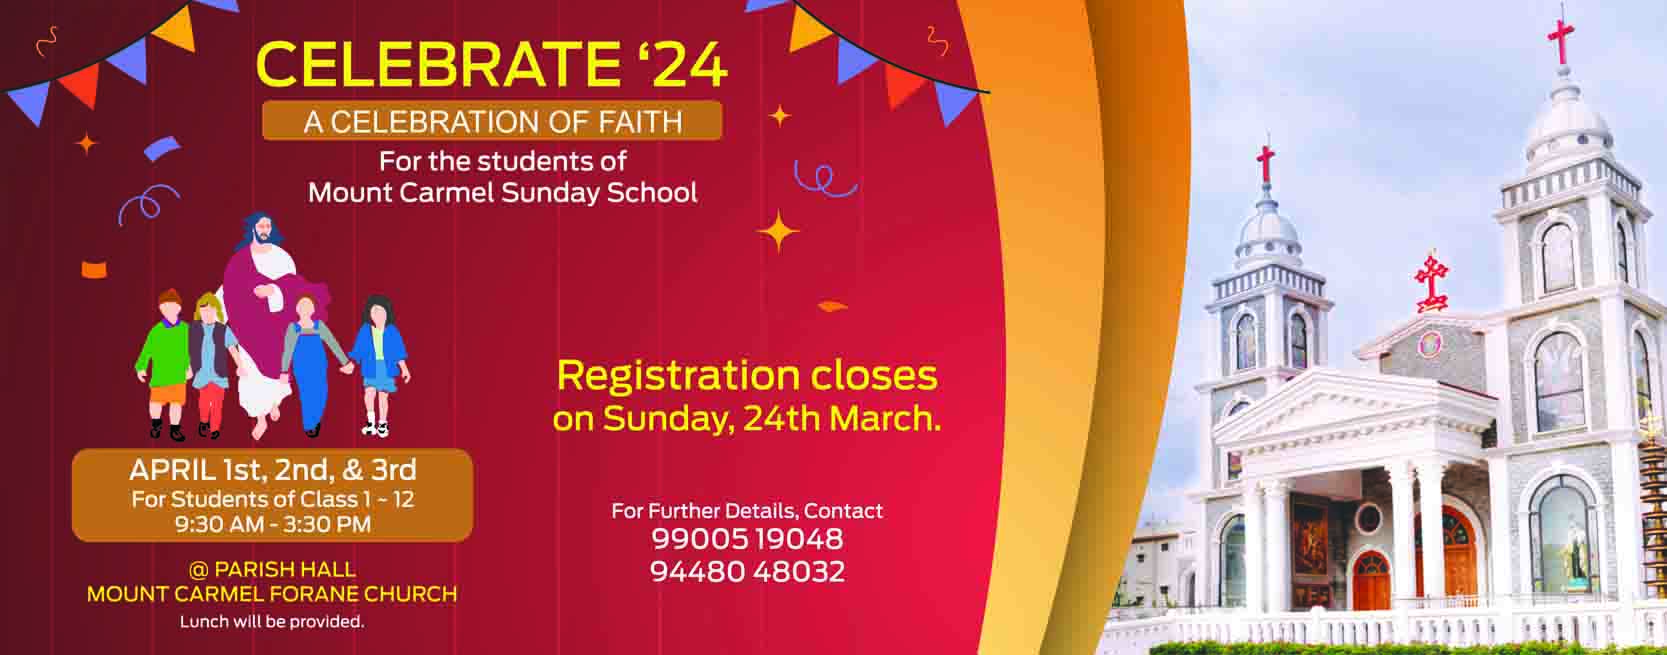 CELEBRATE ‘24
A CELEBRATION OF FAITH
For the students of
Mount Carmel Sunday School
Registration closes
on Sunday, 24th March.
APRIL 1st, 2nd, & 3rd
For Students of Class 1 ~ 12
9:30 AM - 3:30 PM
@ PARISH HALL
MOUNT CARMEL FORANE CHURCH
Lunch will be provided.
For Further Details, Contact
99005 19048
94480 48032